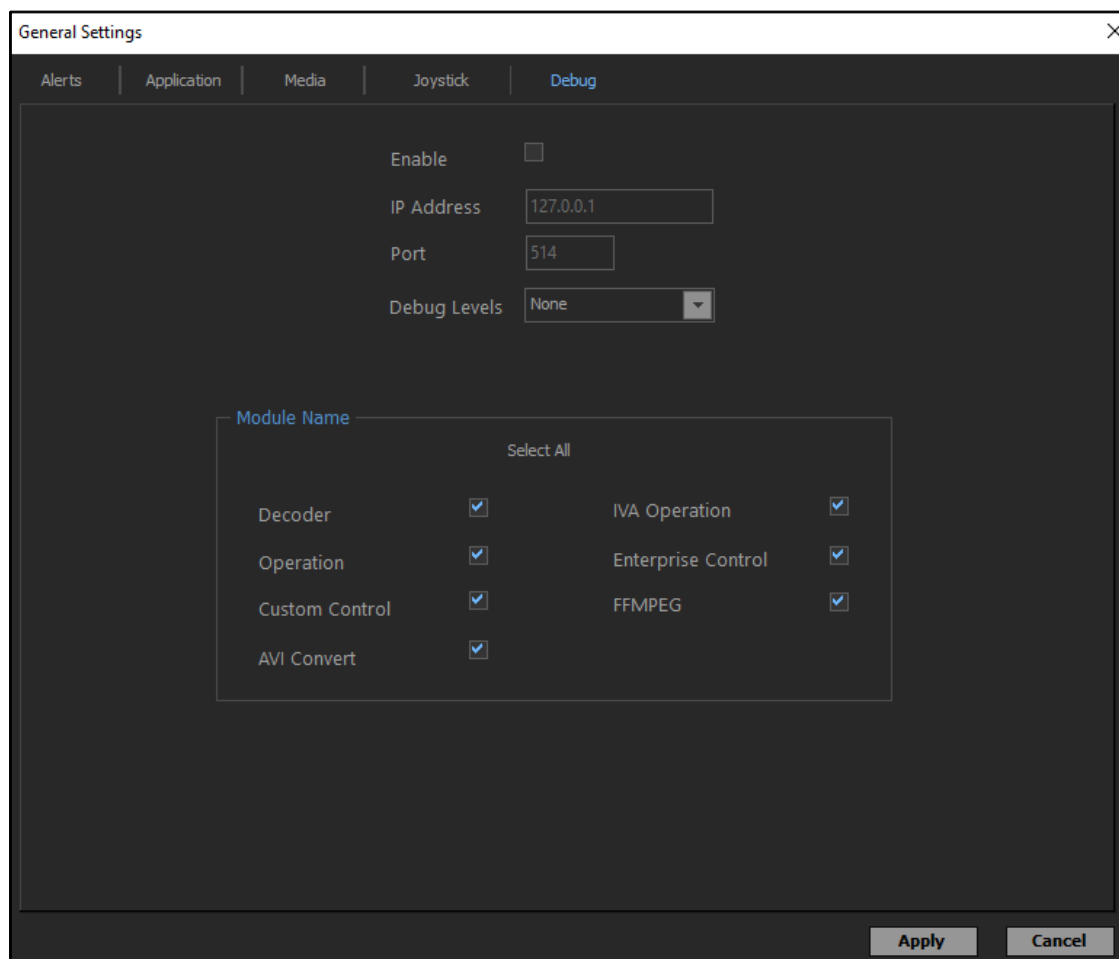 General Settings
Alerts Application Media Joystick Debug
Enable
IP Address 127.0.0.1
Port 514
Debug Levels None
Module Name
Select All
Decoder IVA Operation
Operation Enterprise Control
Custom Control FFMPEG
AVI Convert
Apply Cancel